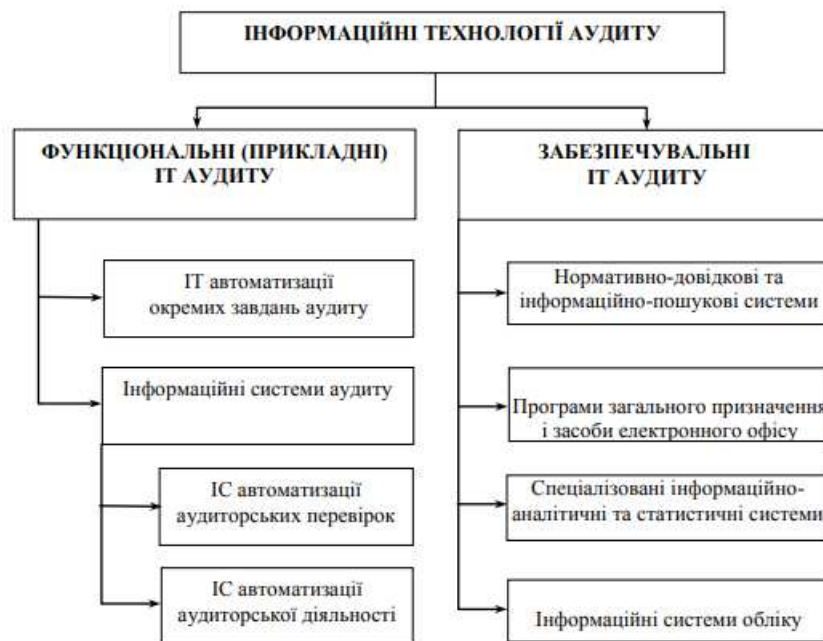 ІНФОРМАЦІЙНІ ТЕХНОЛОГІЇ АУДИТУ
ФУНКЦІОНАЛЬНІ (ПРИКЛАДНІ)
ІТ АУДИТУ
ІТ автоматизації
окремих завдань аудиту
Інформаційні системи аудиту
ІС автоматизації
аудиторських перевірок
ІС автоматизації
аудиторської діяльності
ЗАБЕЗПЕЧУВАЛЬНІ
ІТ АУДИТУ
Нормативно-довідкові та
інформаційно-пошукові системи
Програми загального призначення
і засоби електронного офісу
Спеціалізовані інформаційно-
аналітичні та статистичні системи
Інформаційні системи обліку